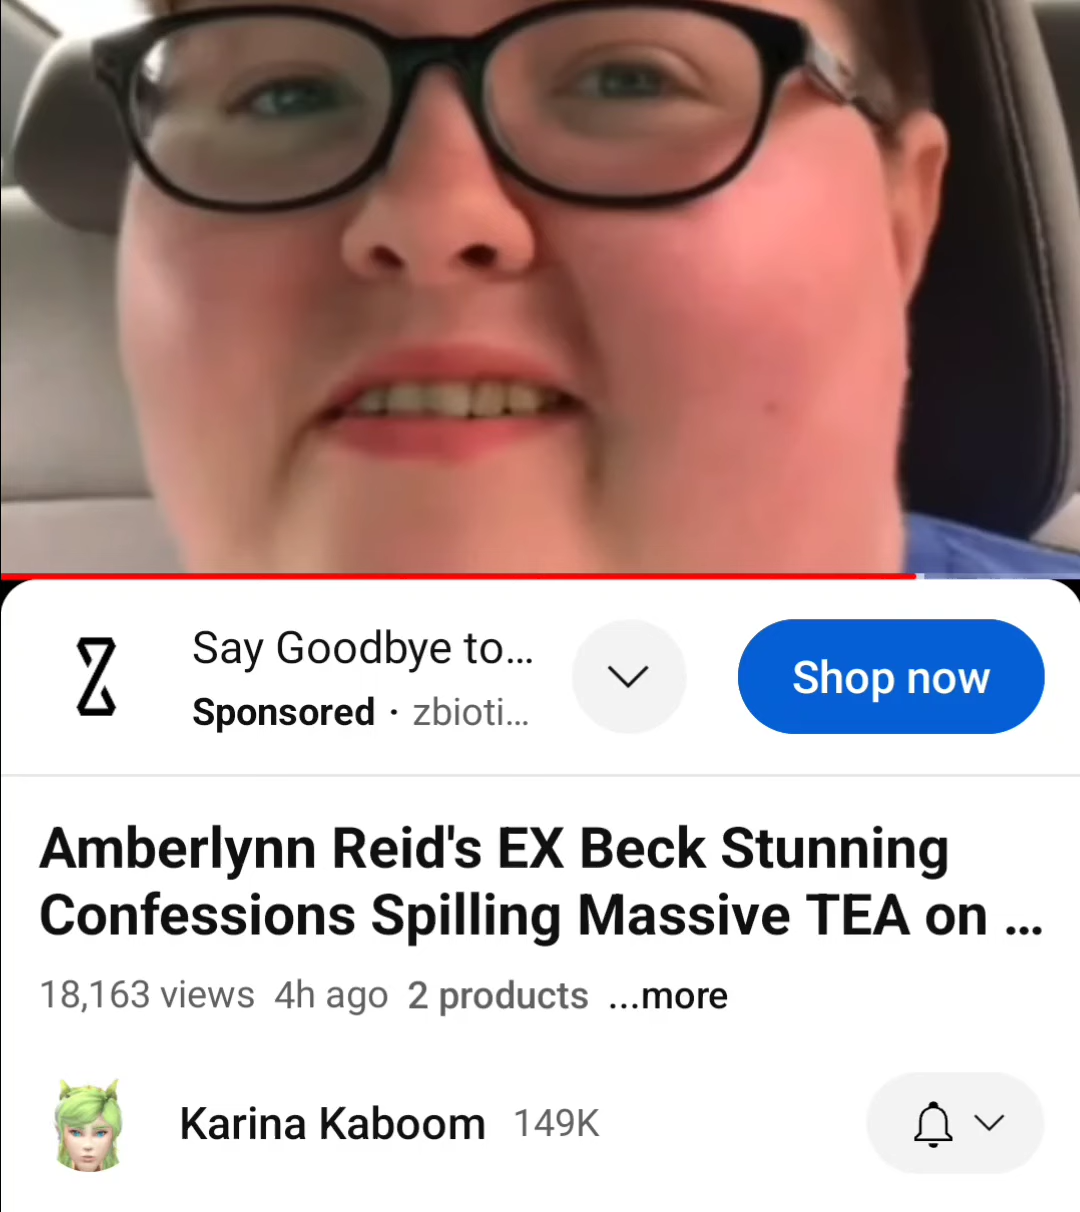 Say Goodbye to...
Shop now
Sponsored · zbioti...
Amberlynn Reid's EX Beck Stunning
Confessions Spilling Massive TEA on ...
18,163 views 4h ago 2 products ...more
Karina Kaboom 149K